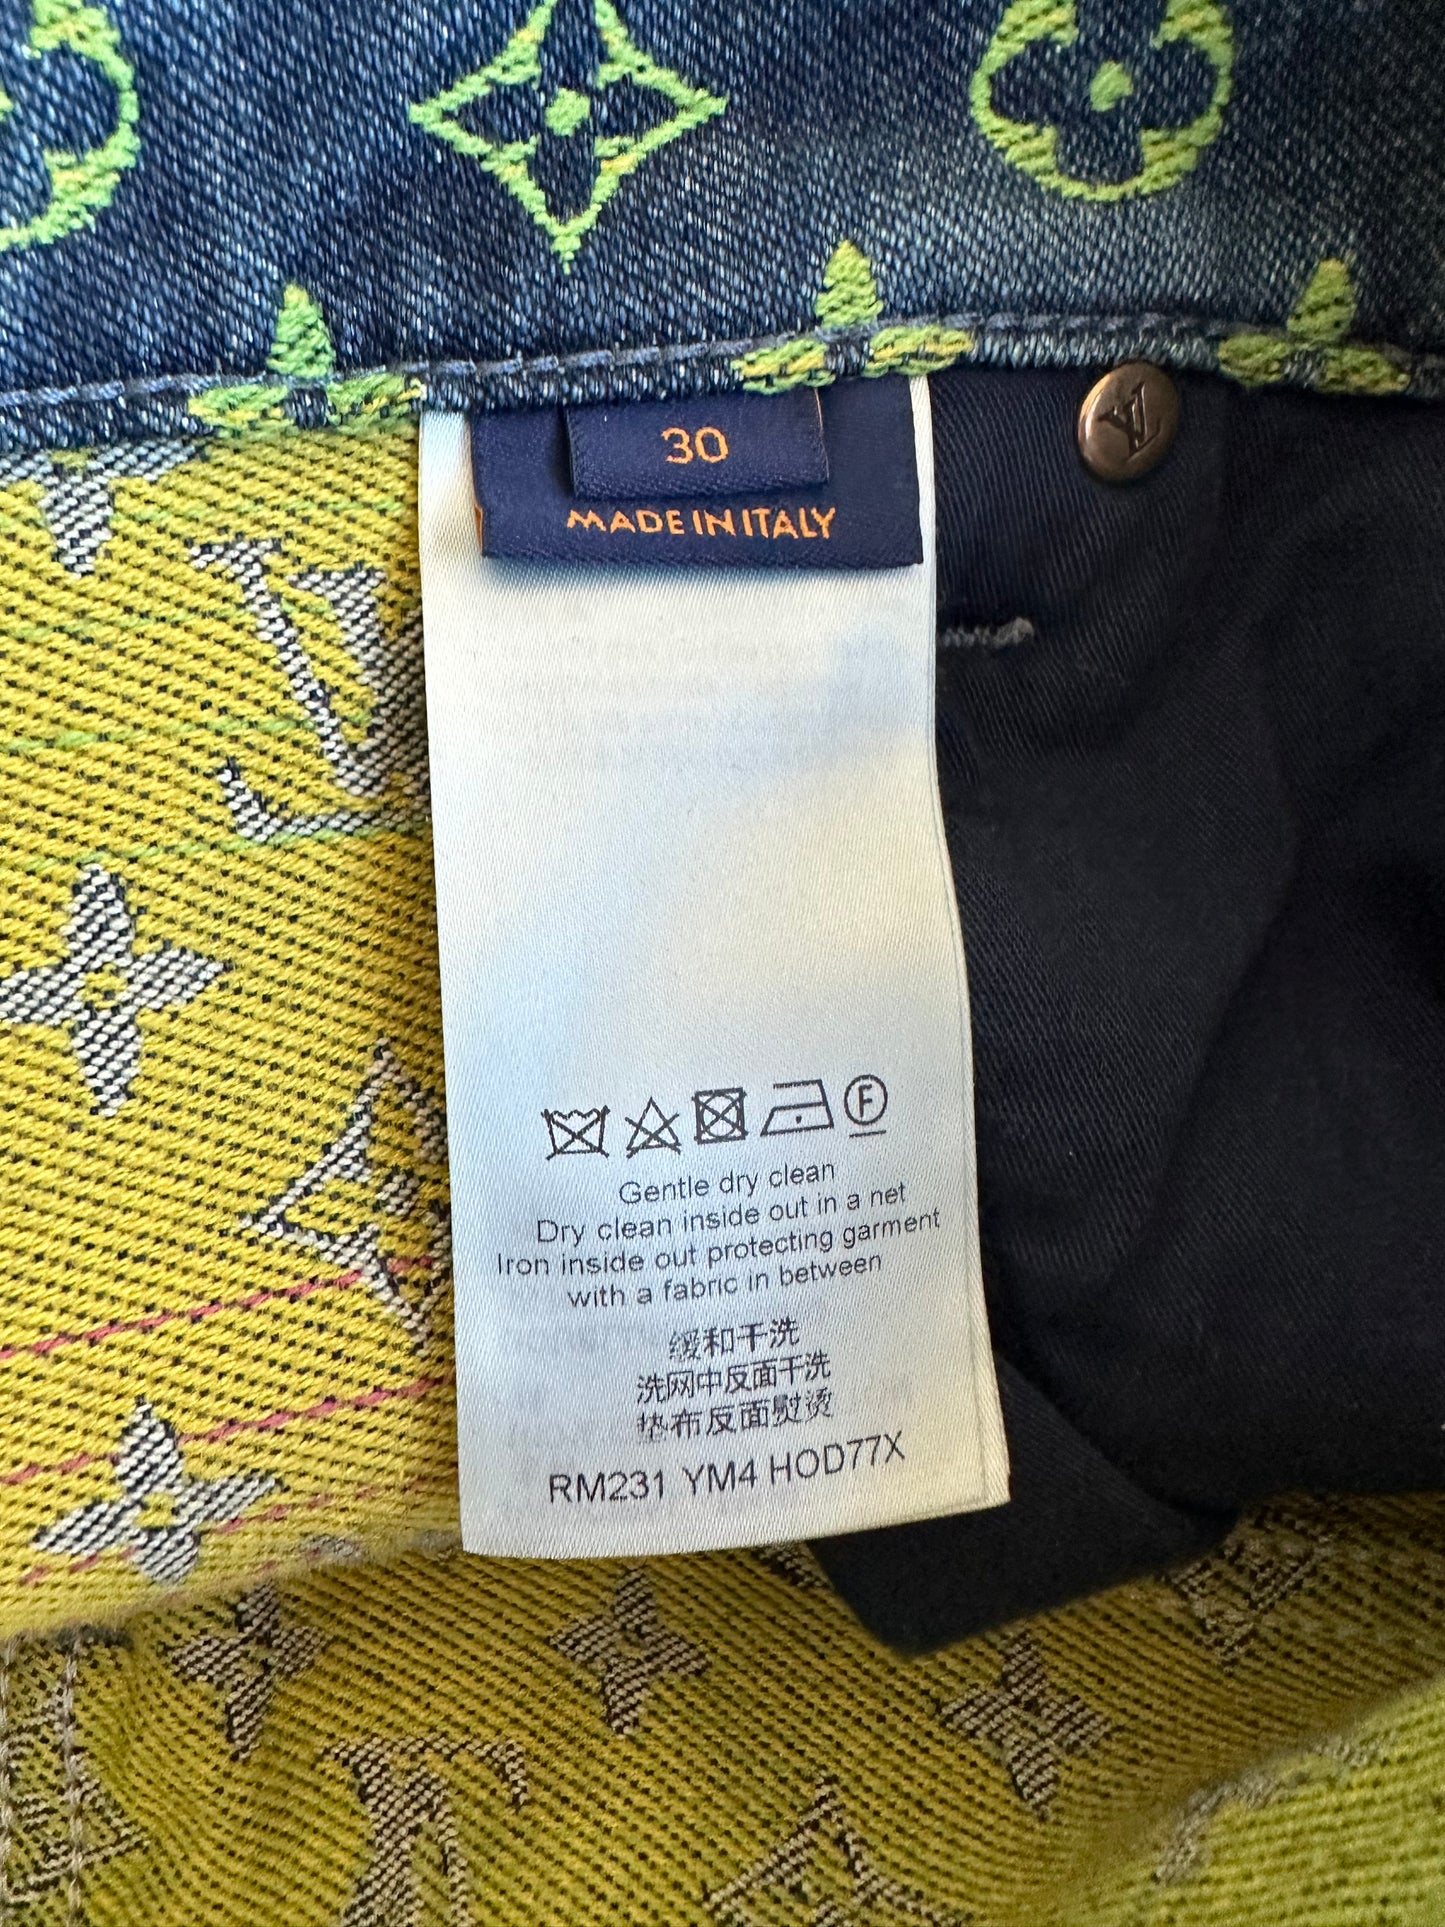 30
MADE IN ITALY
F
Gentle dry clean
Dry clean inside out in a net
Iron inside out protecting garment
with a fabric in between
缓和干洗
洗网中反面干洗
垫布反面熨烫
RM231 YM4 HOD77X